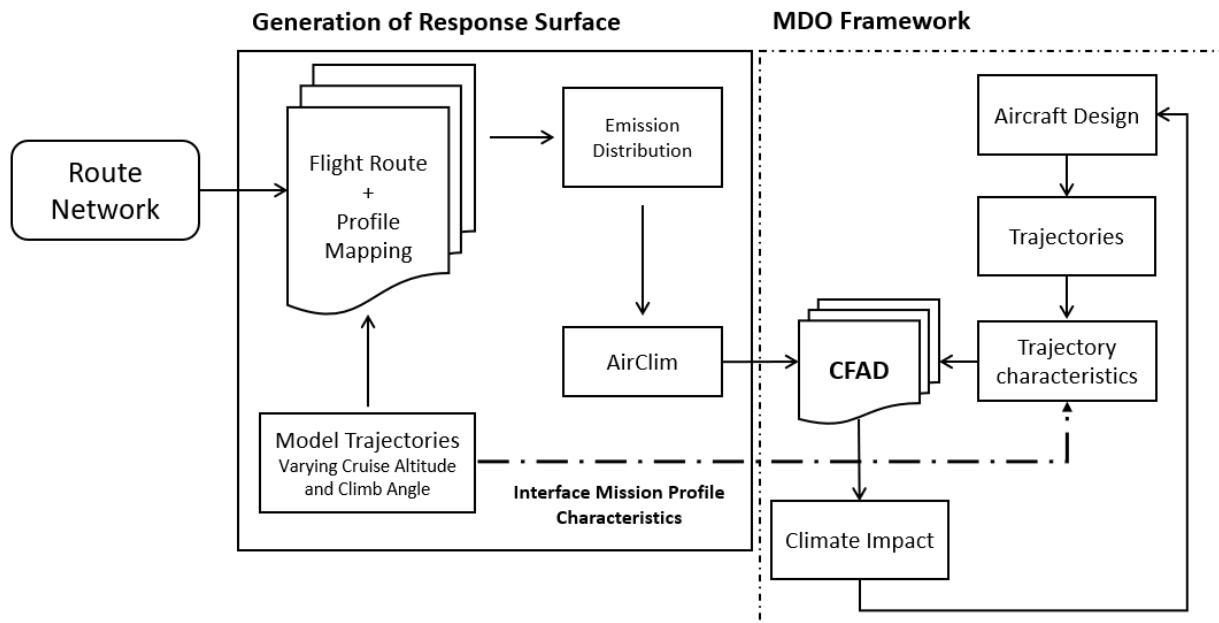 Generation of Response Surface
MDO Framework
Route
Network
Flight Route
+
Profile
Mapping
Emission
Distribution
AirClim
Model Trajectories
Varying Cruise Altitude
and Climb Angle
Interface Mission Profile
Characteristics
Aircraft Design
Trajectories
Trajectory
characteristics
CFAD
Climate Impact